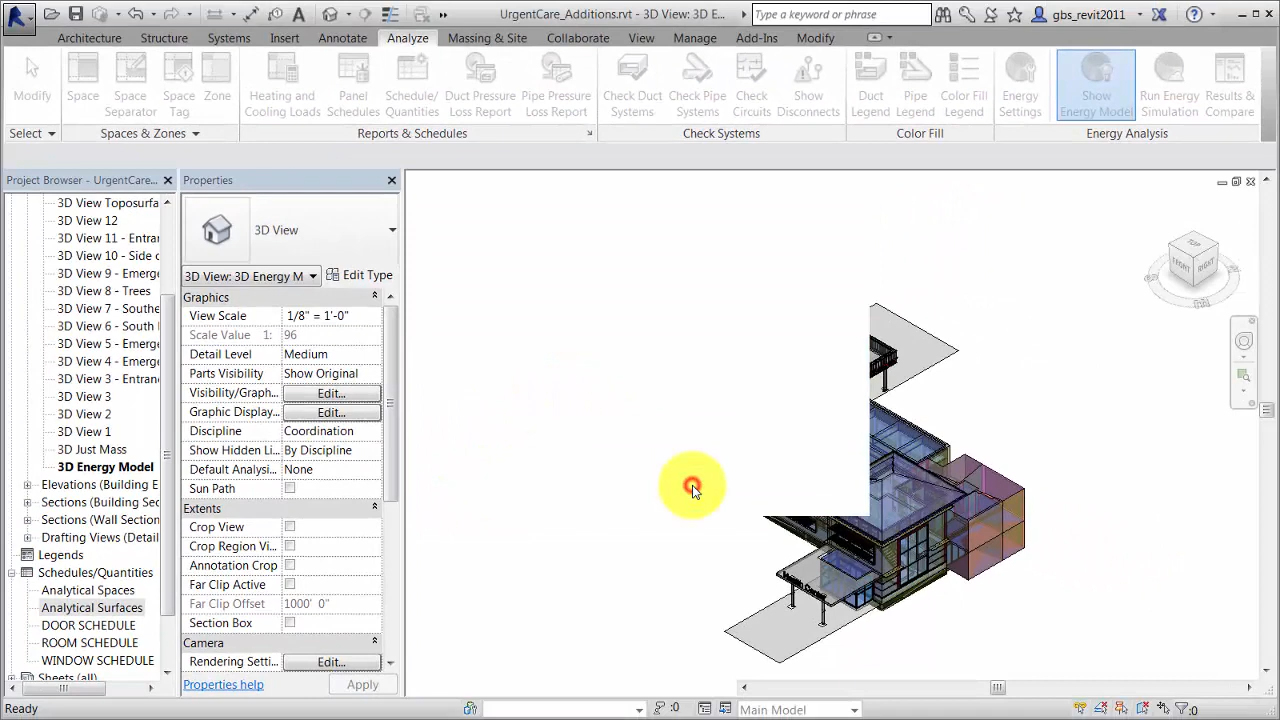 UrgentCare_Additions.rvt - 3D View: 3D E...
Type a keyword or phrase
gbs_revit2011
Architecture Structure Systems Insert Annotate Analyze Massing & Site Collaborate View Manage Add-Ins Modify
Modify
Space
Space Separator
Space Tag
Zone
Heating and Cooling Loads
Panel Schedules
Schedule/ Quantities
Duct Pressure Loss Report
Pipe Pressure Loss Report
Check Duct Systems
Check Pipe Systems
Check Circuits
Show Disconnects
Duct Legend
Pipe Legend
Color Fill Legend
Energy Settings
Show Energy Model
Run Energy Simulation
Results & Compare
Select
Spaces & Zones
Reports & Schedules
Check Systems
Color Fill
Energy Analysis
Project Browser - UrgentCare...
3D View Toposurfa
3D View 12
3D View 11 - Entran
3D View 10 - Side c
3D View 9 - Emerge
3D View 8 - Trees
3D View 7 - Southe
3D View 6 - South
3D View 5 - Emerg
3D View 4 - Emerg
3D View 3 - Entran
3D View 3
3D View 2
3D View 1
3D Just Mass
3D Energy Model
Elevations (Building E
Sections (Building Sec
Sections (Wall Section
Drafting Views (Detai
Legends
Schedules/Quantities
Analytical Spaces
Analytical Surfaces
DOOR SCHEDULE
ROOM SCHEDULE
WINDOW SCHEDULE
Sheets (all)
Properties
3D View
3D View: 3D Energy M
Edit Type
Graphics
View Scale 1/8" = 1'-0"
Scale Value 1: 96
Detail Level Medium
Parts Visibility Show Original
Visibility/Graph... Edit...
Graphic Display... Edit...
Discipline Coordination
Show Hidden Li... By Discipline
Default Analysi... None
Sun Path
Extents
Crop View
Crop Region Vi...
Annotation Crop
Far Clip Active
Far Clip Offset 1000' 0"
Section Box
Camera
Rendering Setti... Edit...
Properties help
Apply
TOP
FRONT
RIGHT
Ready
:0
Main Model
:0